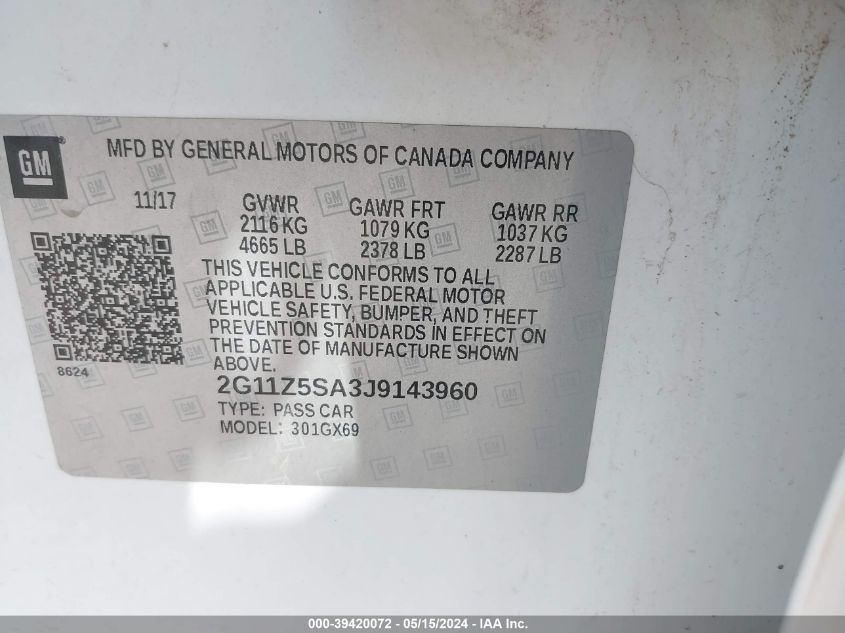 GM
MFD BY GENERAL MOTORS OF CANADA COMPANY
11/17
GVWR
2116 KG
4665 LB
GAWR FRT
1079 KG
2378 LB
GAWR RR
1037 KG
2287 LB
THIS VEHICLE CONFORMS TO ALL
APPLICABLE U.S. FEDERAL MOTOR
VEHICLE SAFETY, BUMPER, AND THEFT
PREVENTION STANDARDS IN EFFECT ON
THE DATE OF MANUFACTURE SHOWN
ABOVE.
8624
2G11Z5SA3J9143960
TYPE: PASS CAR
MODEL: 301GX69
000-39420072 - 05/15/2024 - IAA Inc.